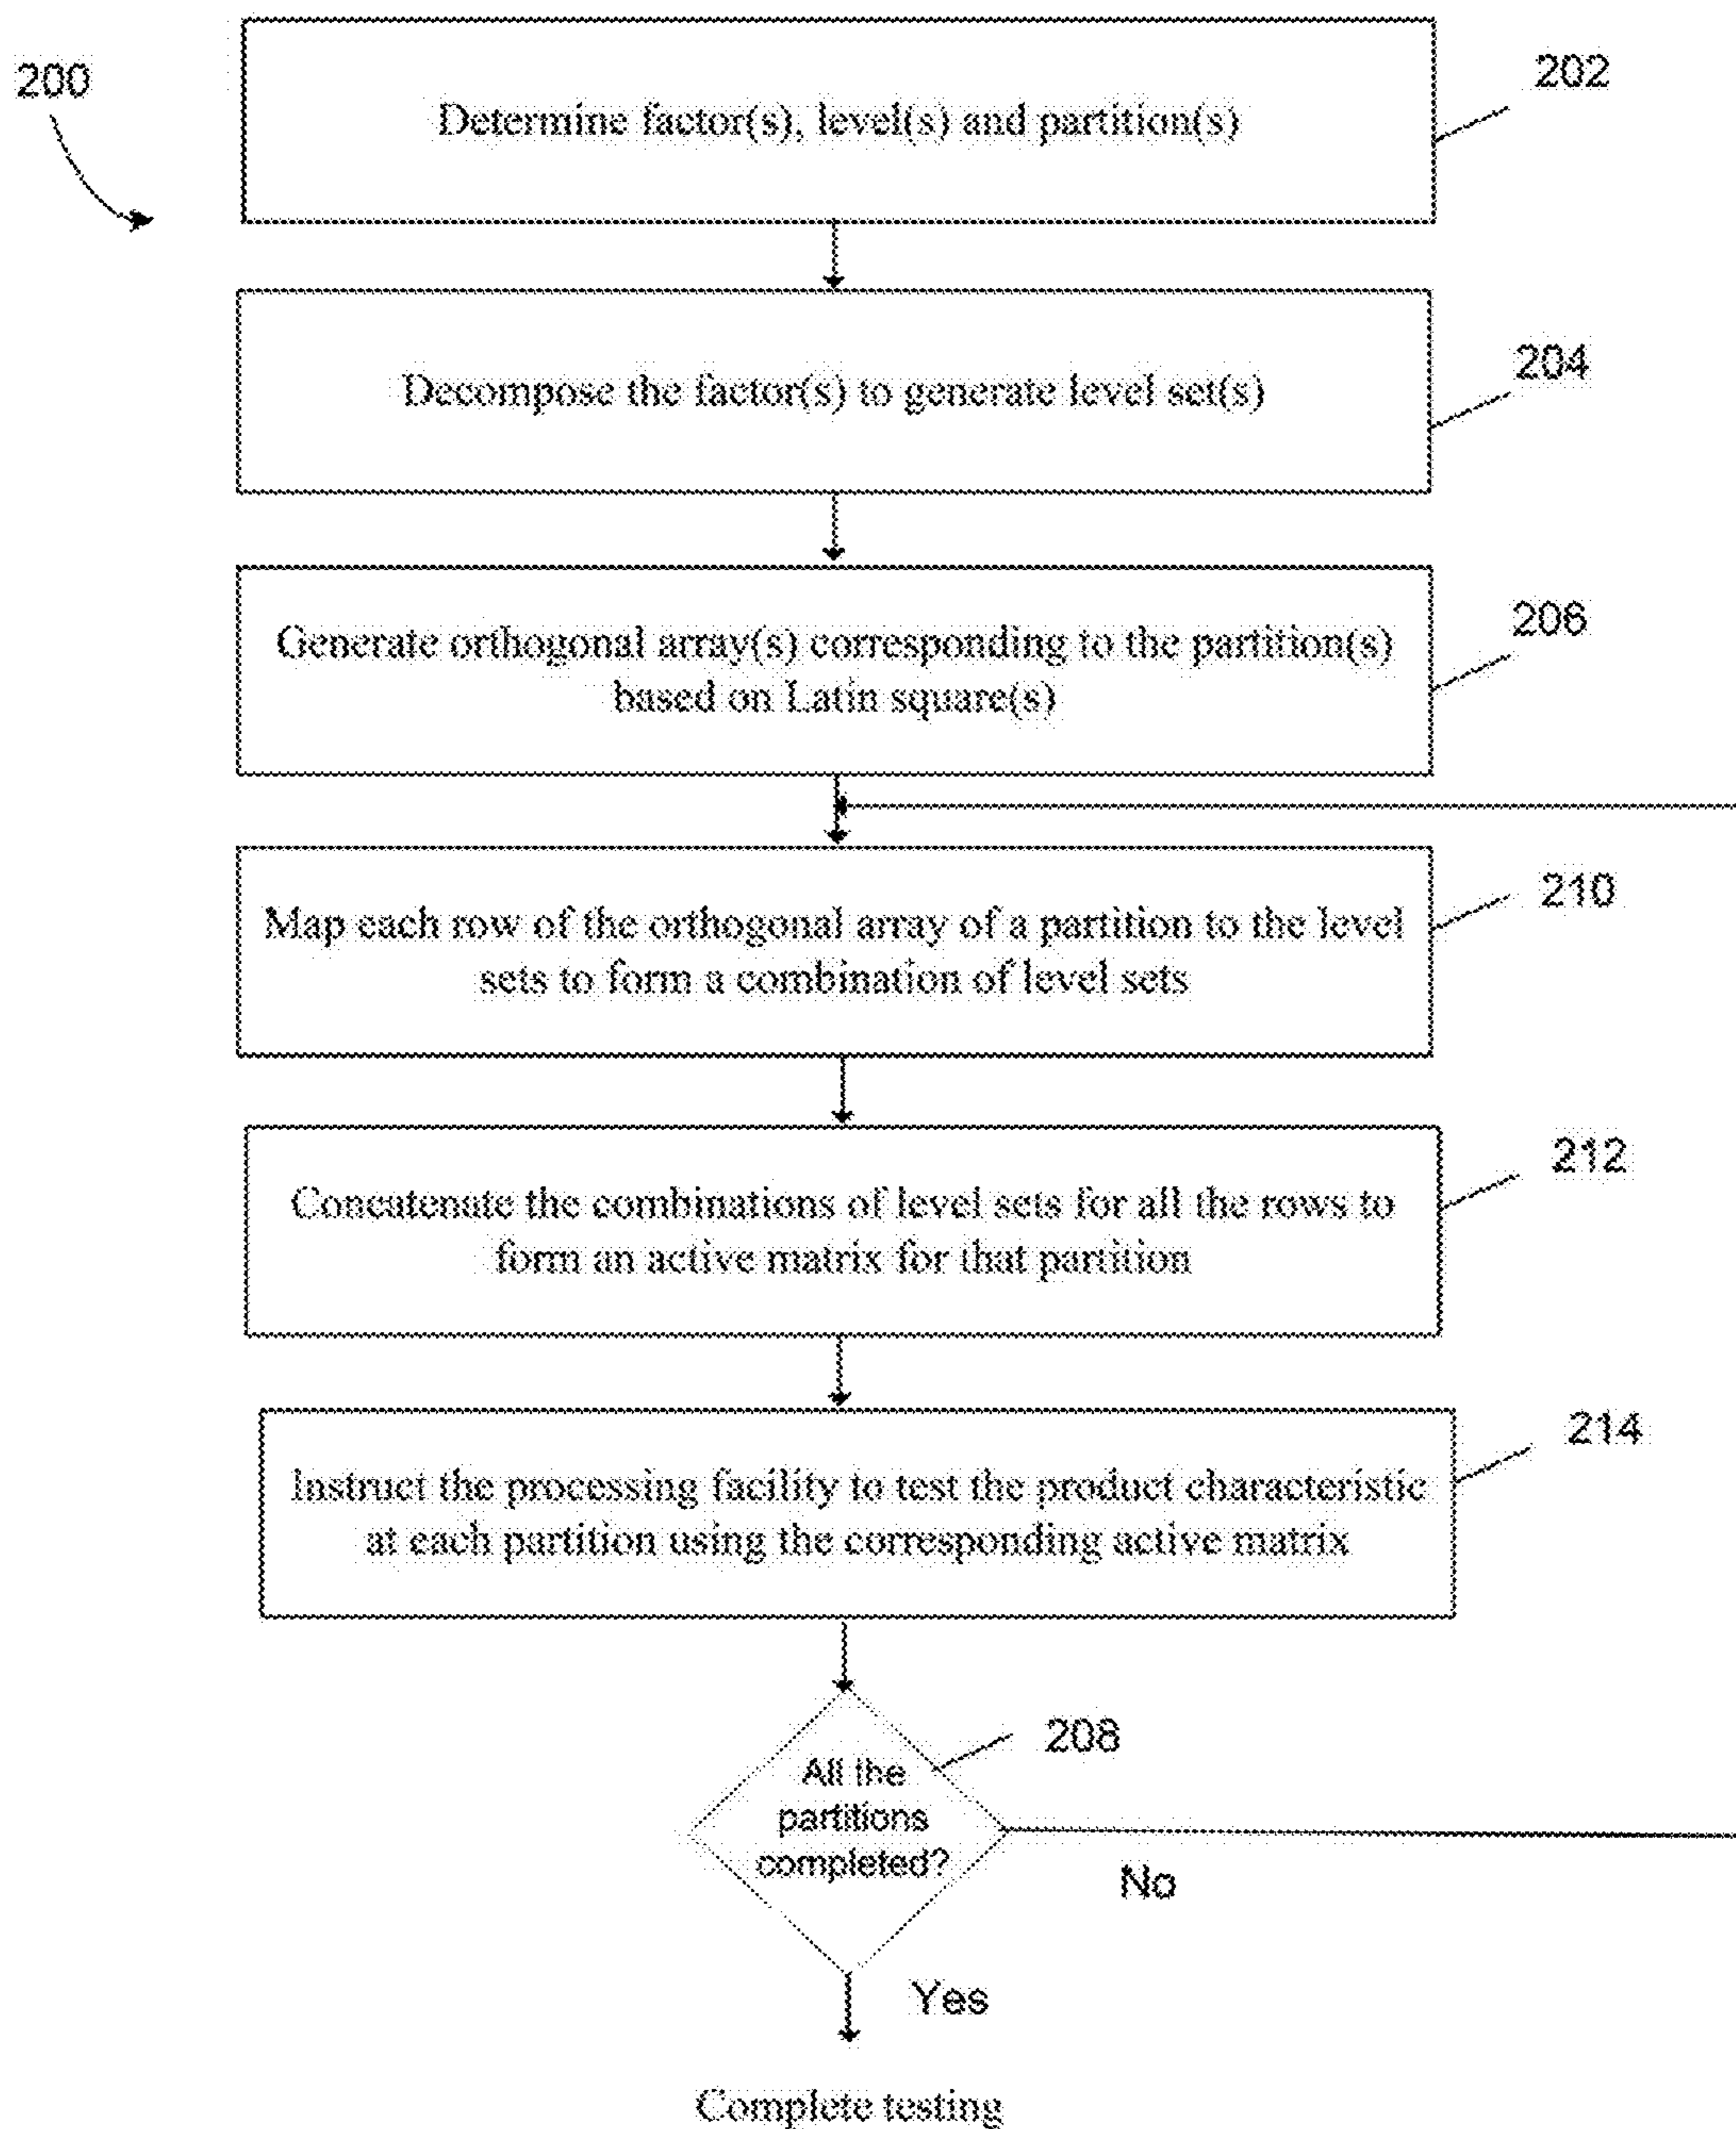 200
202
Determine factor(s), level(s) and partition(s)
204
Decompose the factor(s) to generate level set(s)
206
Generate orthogonal array(s) corresponding to the partition(s)
based on Latin square(s)
210
Map each row of the orthogonal array of a partition to the level
sets to form a combination of level sets
212
Concatenate the combinations of level sets for all the rows to
form an active matrix for that partition
214
Instruct the processing facility to test the product characteristic
at each partition using the corresponding active matrix
208
All the
partitions
completed?
No
Yes
Complete testing